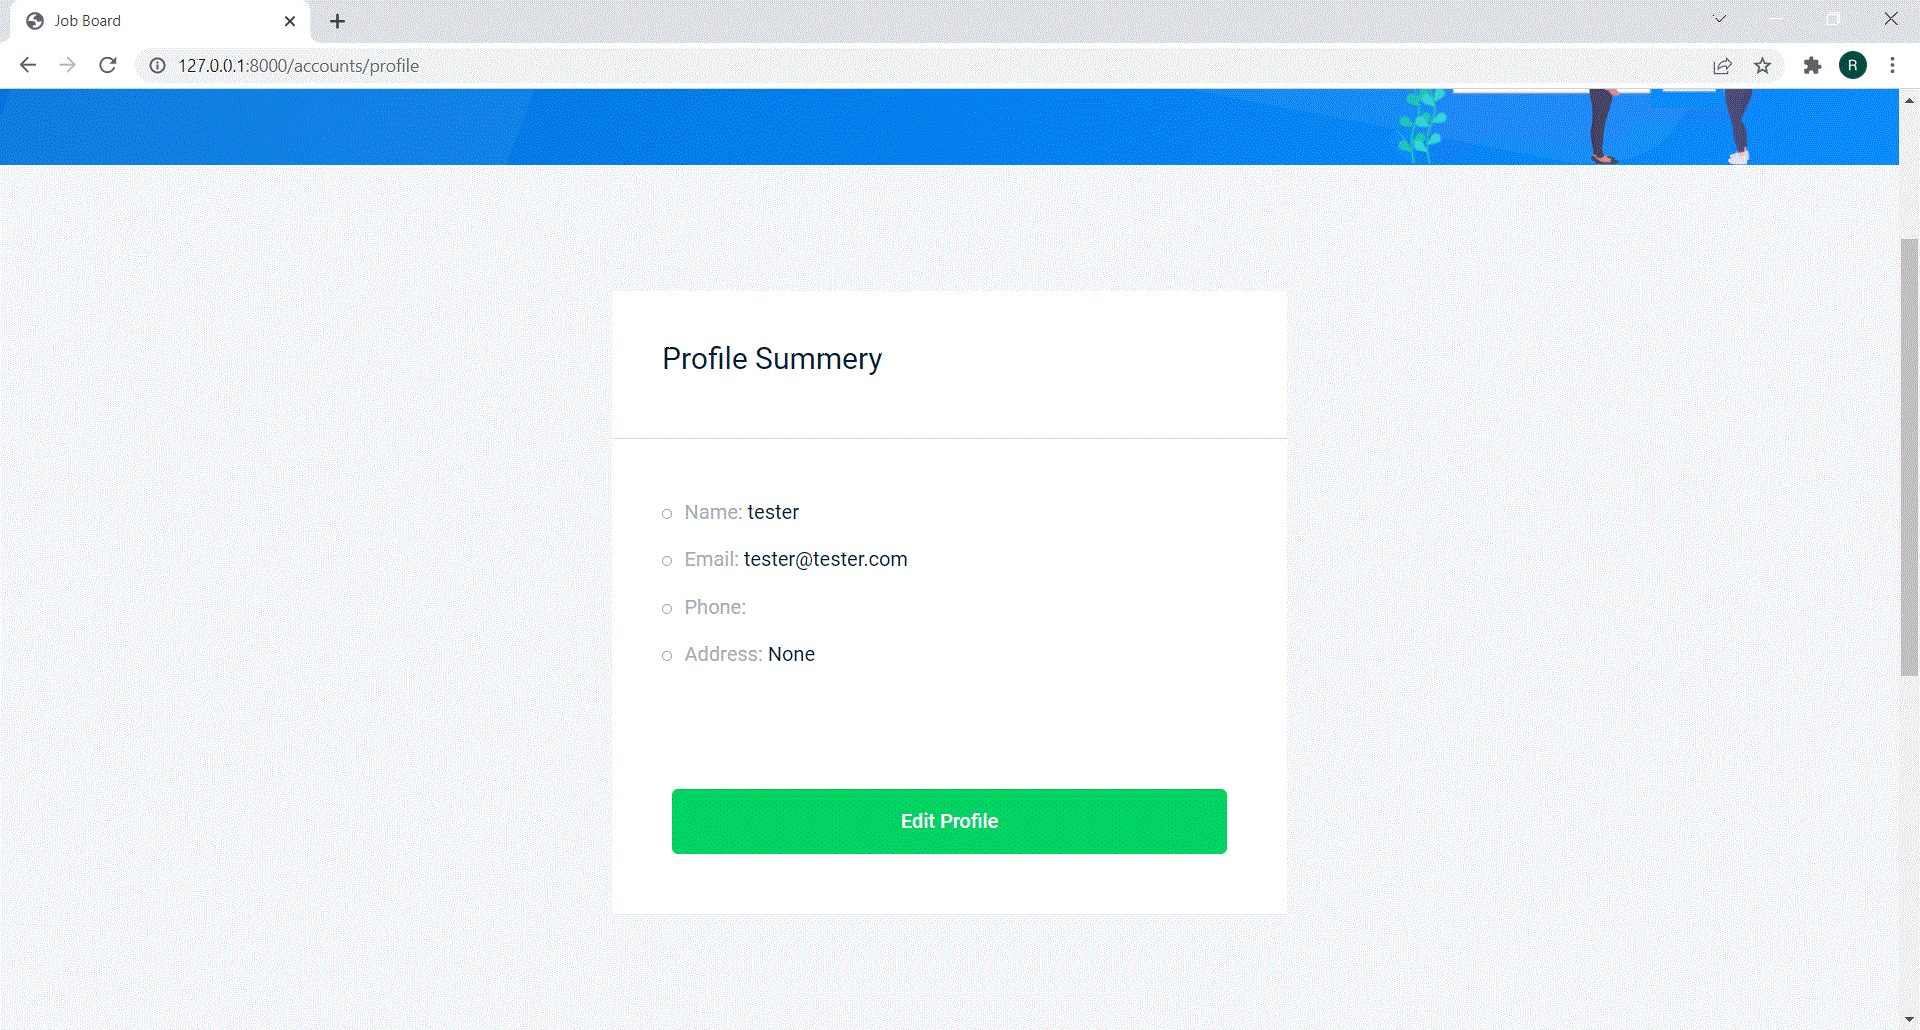 Job Board
127.0.0.1:8000/accounts/profile
R
Profile Summery
Name: tester
Email: tester@tester.com
Phone:
Address: None
Edit Profile